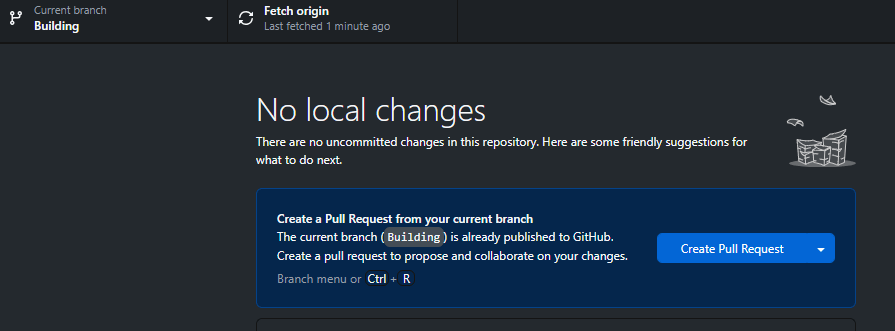 Current branch
Building
Fetch origin
Last fetched 1 minute ago
No local changes
There are no uncommitted changes in this repository. Here are some friendly suggestions for
what to do next.
Create a Pull Request from your current branch
The current branch (Building) is already published to GitHub.
Create a pull request to propose and collaborate on your changes.
Branch menu or Ctrl + R
Create Pull Request